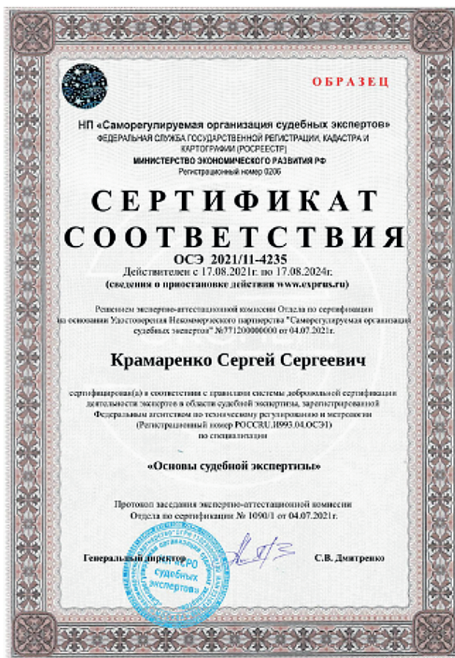 ОБРАЗЕЦ
НП «Саморегулируемая организация судебных экспертов»
ФЕДЕРАЛЬНАЯ СЛУЖБА ГОСУДАРСТВЕННОЙ РЕГИСТРАЦИИ, КАДАСТРА И
КАРТОГРАФИИ (РОСРЕЕСТР)
МИНИСТЕРСТВО ЭКОНОМИЧЕСКОГО РАЗВИТИЯ РФ
Регистрационный номер 0206
СЕРТИФИКАТ
СООТВЕТСТВИЯ
ОСЭ 2021/11-4235
Действителен с 17.08.2021г. по 17.08.2024г.
(сведения о приостановке действия www.exprus.ru)
Решением экспертно-аттестационной комиссии Отдела по сертификации
на основании Удостоверения Некоммерческого партнерства "Саморегулируемая организация
судебных экспертов" №771200000000 от 04.07.2021г.
Крамаренко Сергей Сергеевич
сертифицирован(а) в соответствии с правилами системы добровольной сертификации
деятельности экспертов в области судебной экспертизы, зарегистрированной
Федеральным агентством по техническому регулированию и метрологии
(Регистрационный номер РОССRU.И993.04.ОСЭ1)
по специализации
«Основы судебной экспертизы»
Протокол заседания экспертно-аттестационной комиссии
Отдела по сертификации № 1090/1 от 04.07.2021г.
Генеральный директор С.В. Дмитренко
СРО
судебных
экспертов»